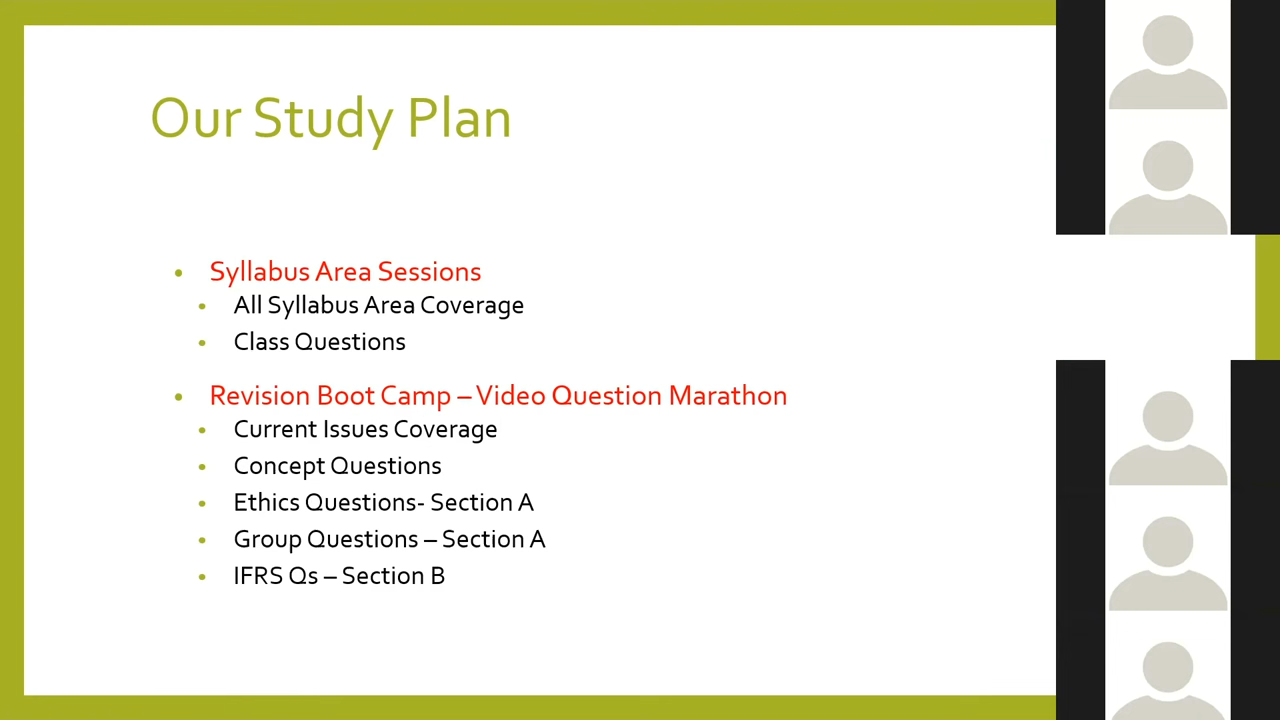 Our Study Plan
• Syllabus Area Sessions
• All Syllabus Area Coverage
• Class Questions
• Revision Boot Camp – Video Question Marathon
• Current Issues Coverage
• Concept Questions
• Ethics Questions- Section A
• Group Questions – Section A
• IFRS Qs – Section B